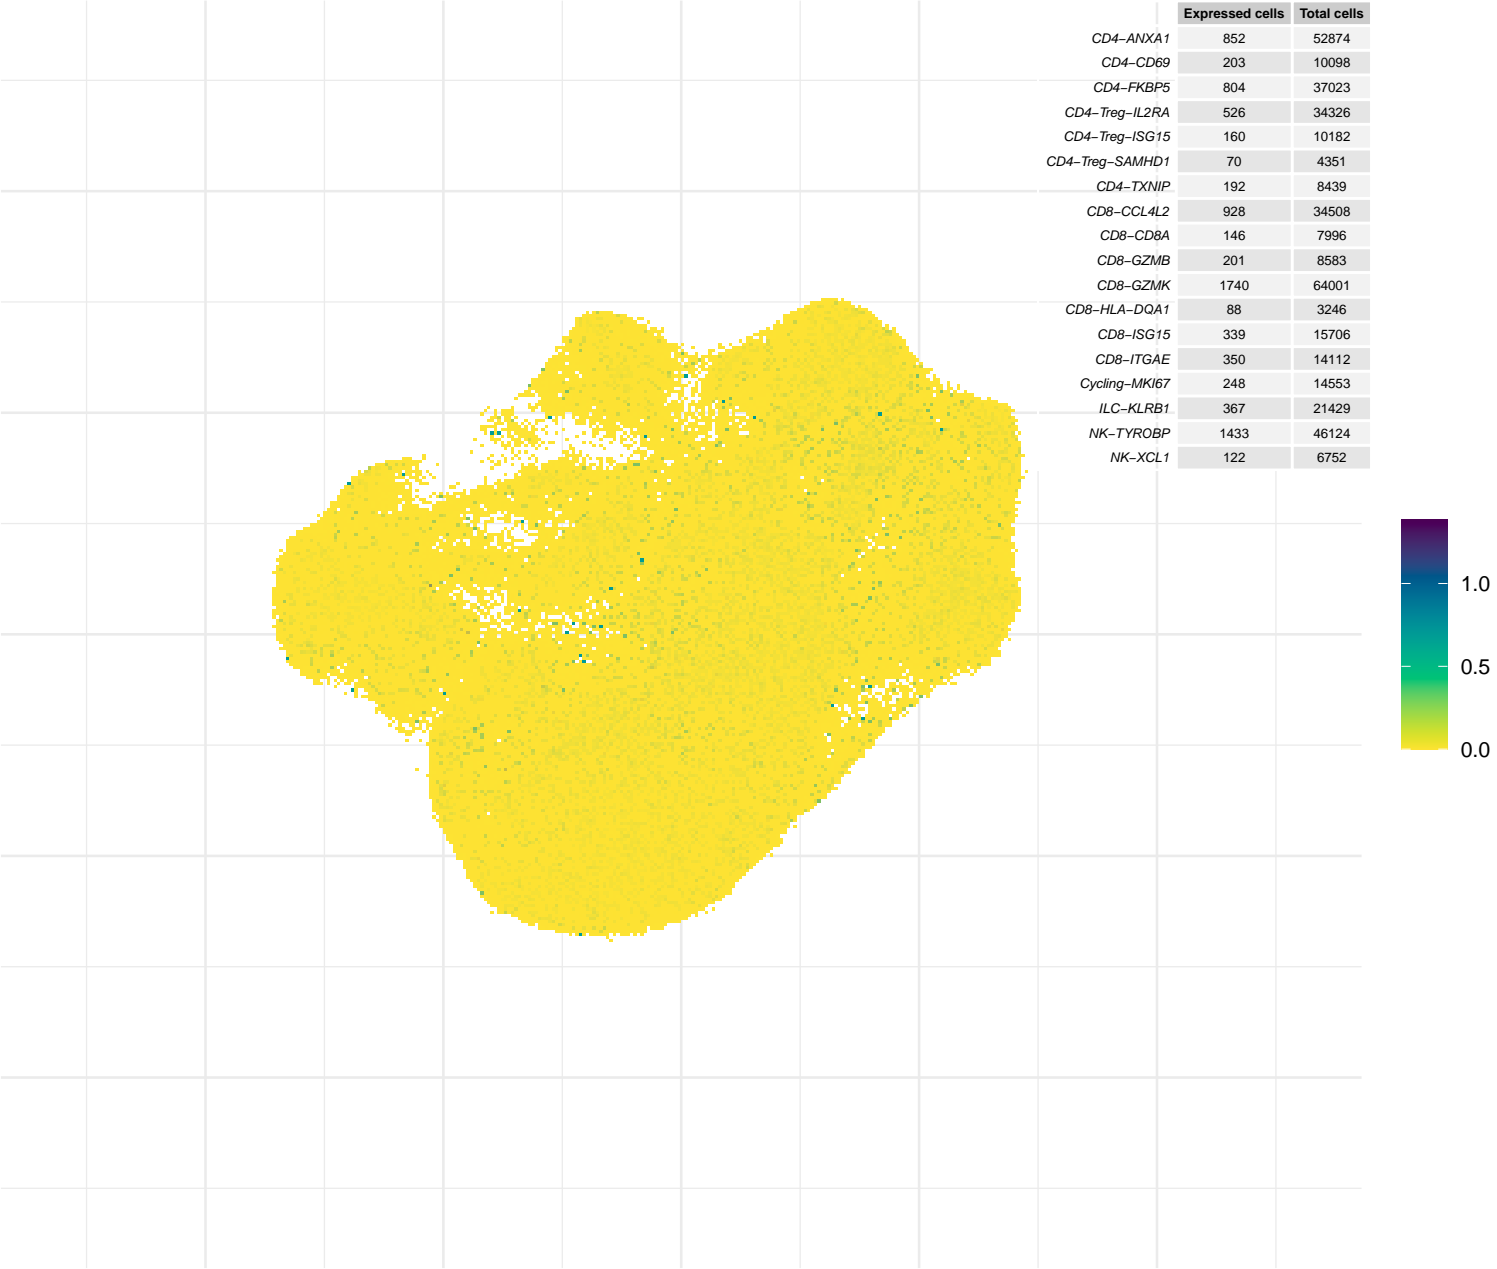 Expressed cells Total cells
CD4−ANXA1 852 52874
CD4−CD69 203 10098
CD4−FKBP5 804 37023
CD4−Treg−IL2RA 526 34326
CD4−Treg−ISG15 160 10182
CD4−Treg−SAMHD1 70 4351
CD4−TXNIP 192 8439
CD8−CCL4L2 928 34508
CD8−CD8A 146 7996
CD8−GZMB 201 8583
CD8−GZMK 1740 64001
CD8−HLA−DQA1 88 3246
CD8−ISG15 339 15706
CD8−ITGAE 350 14112
Cycling−MKI67 248 14553
ILC−KLRB1 367 21429
NK−TYROBP 1433 46124
NK−XCL1 122 6752
1.0
0.5
0.0